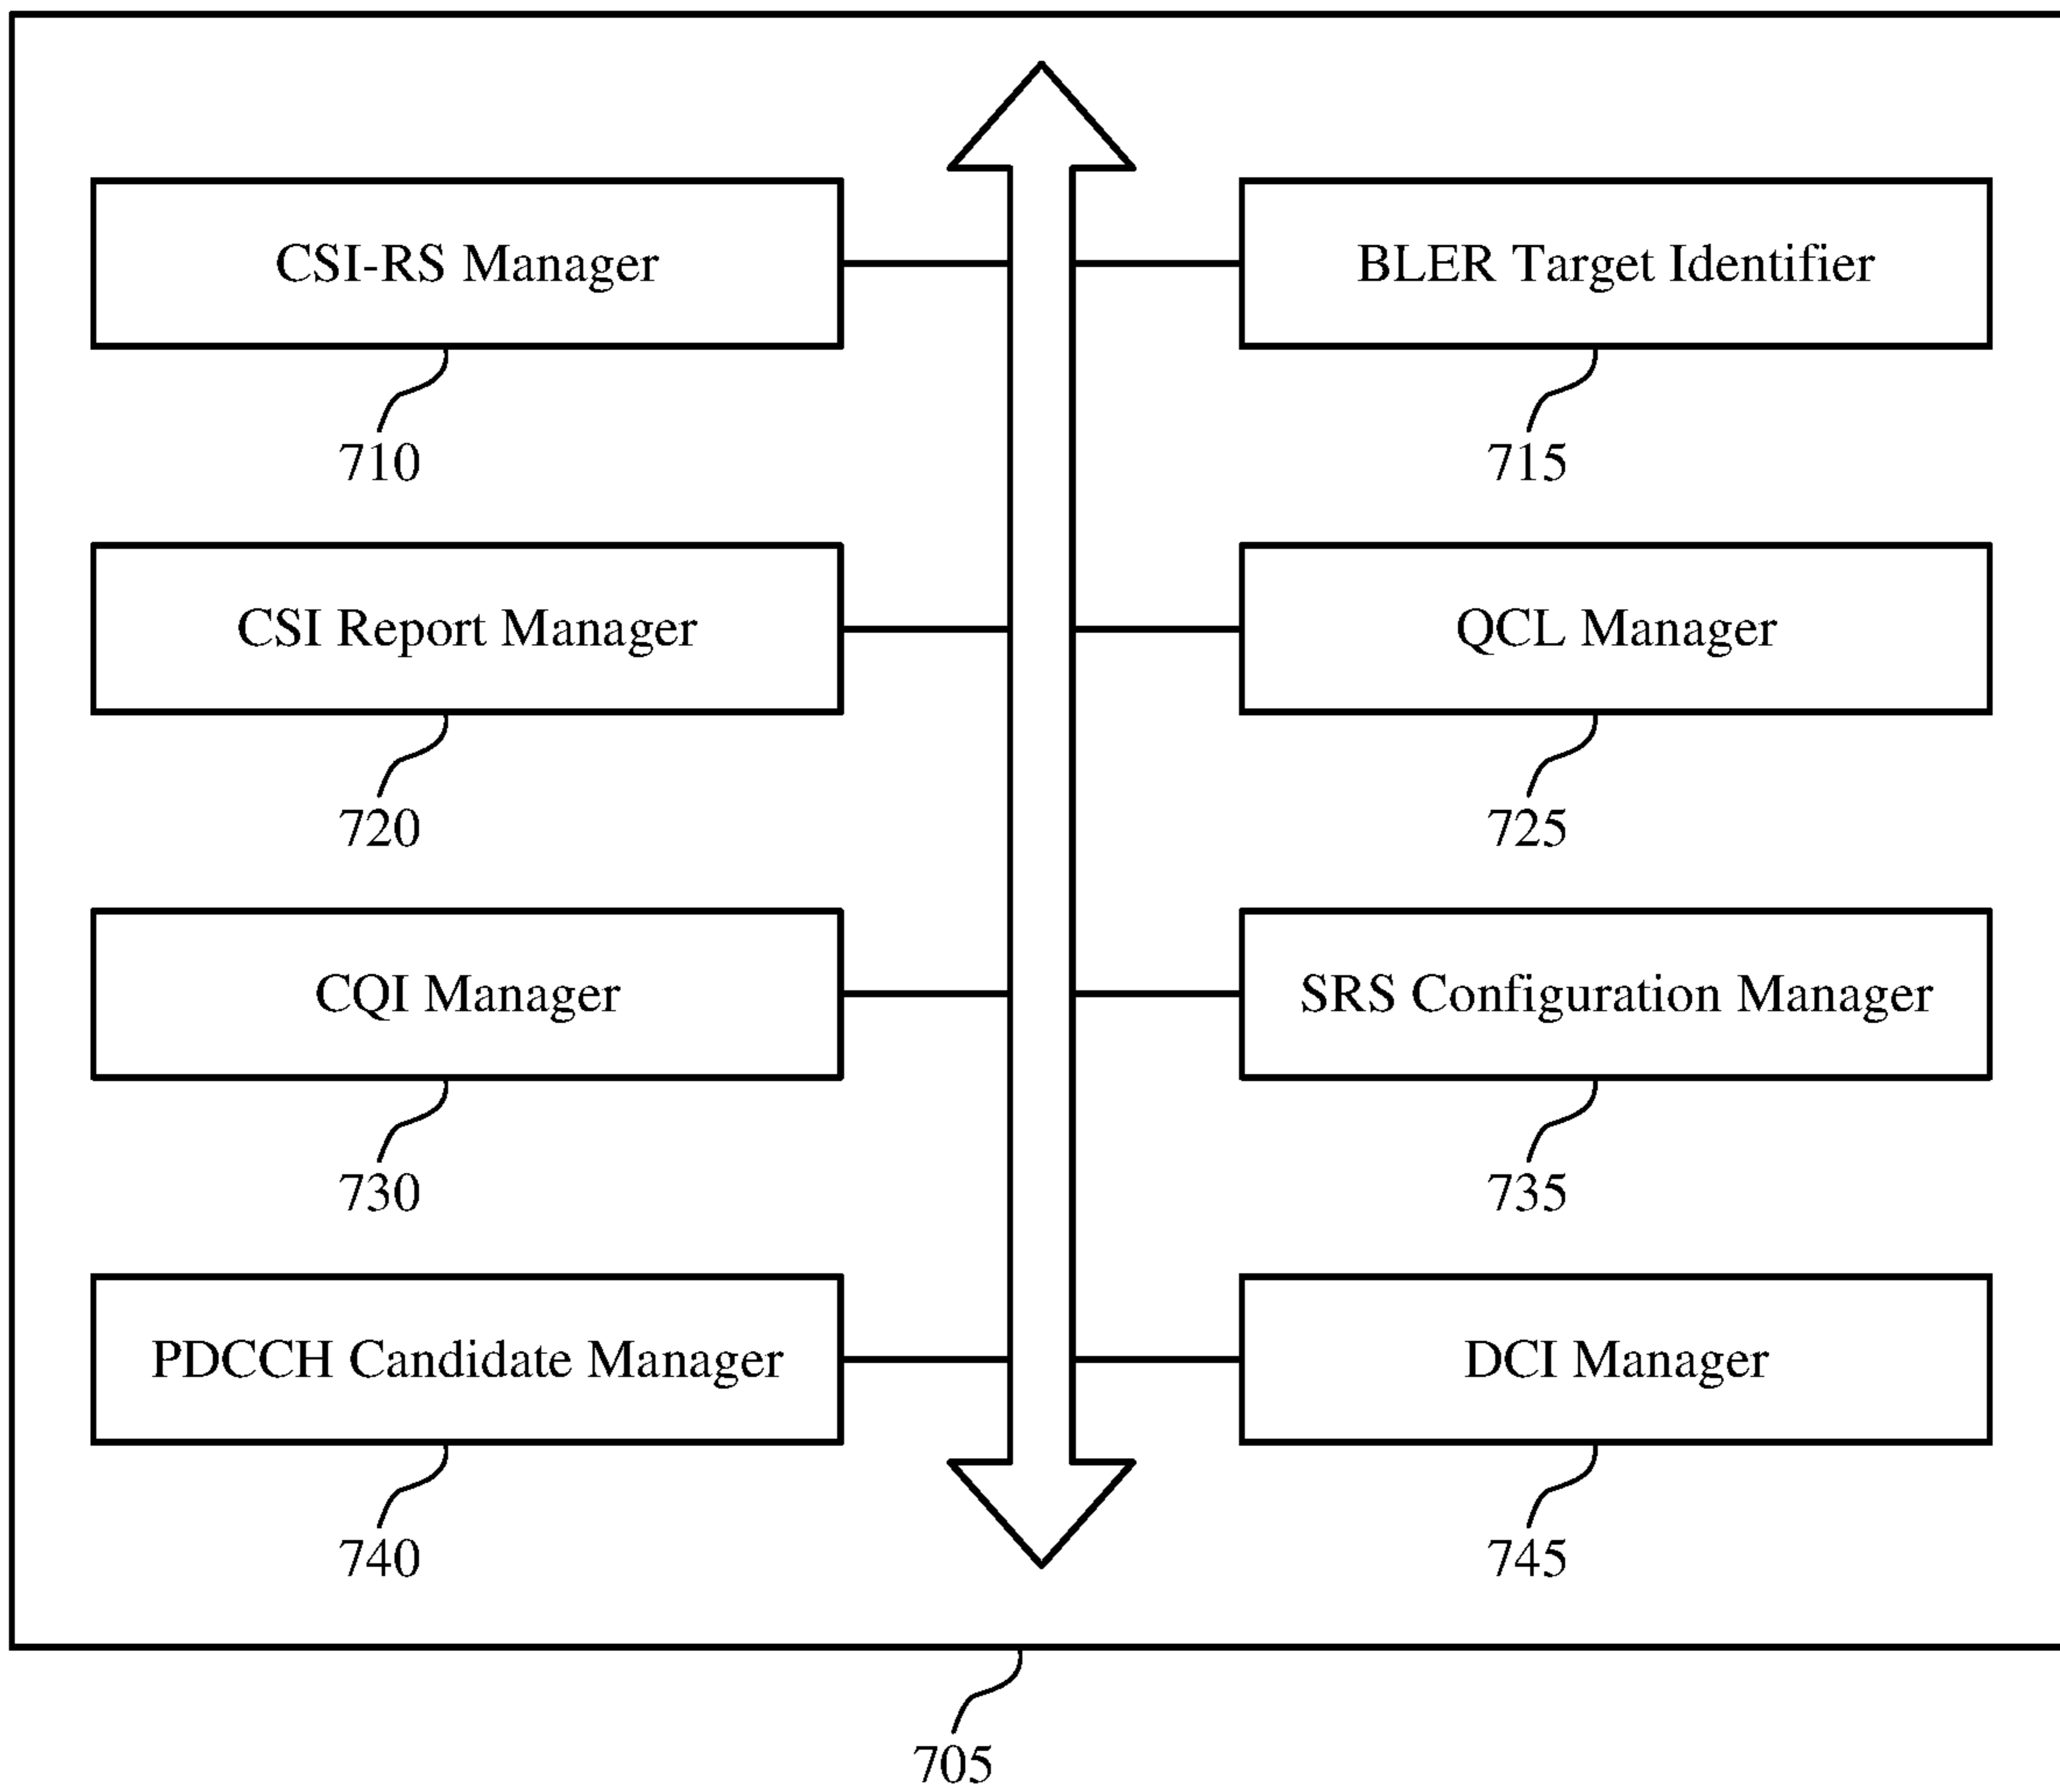 CSI-RS Manager
BLER Target Identifier
710
715
CSI Report Manager
QCL Manager
720
725
CQI Manager
SRS Configuration Manager
730
735
PDCCH Candidate Manager
DCI Manager
740
745
705